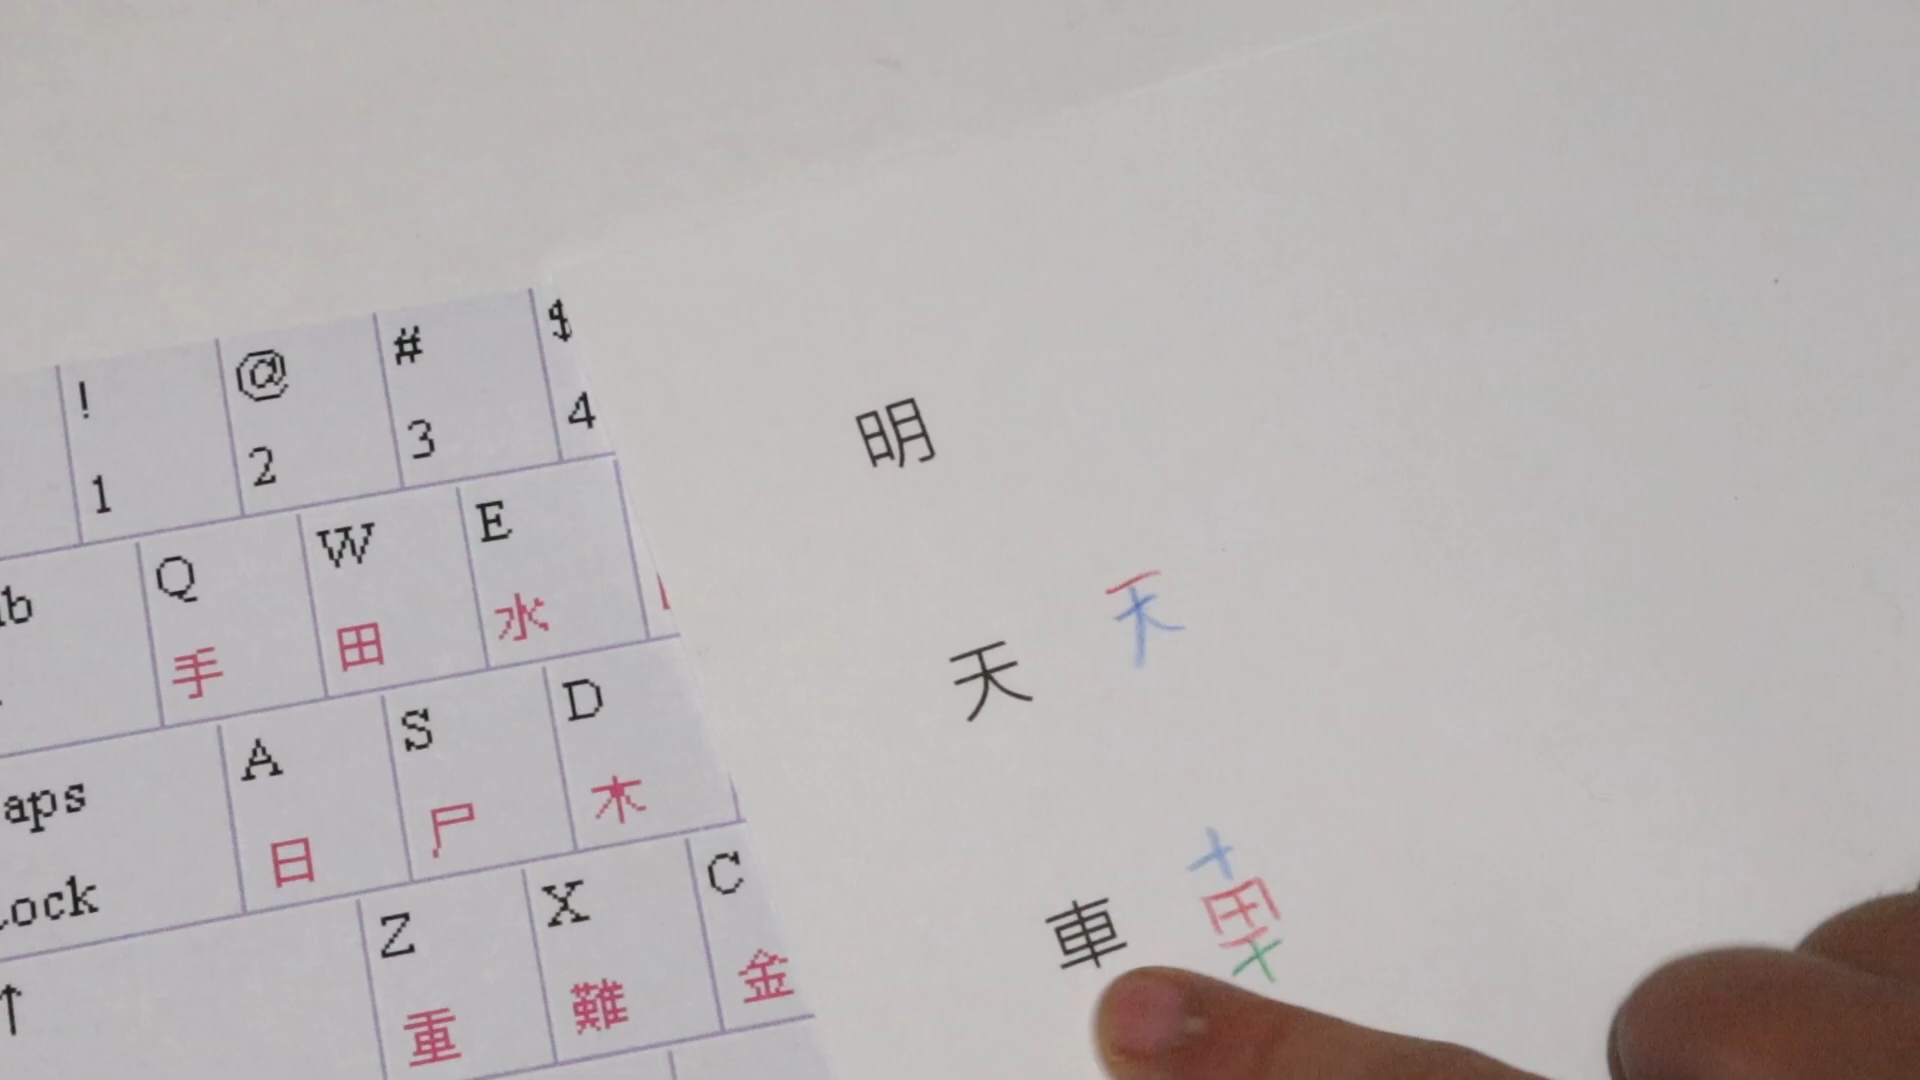 ! @ # $
1 2 3 4
Q W E
手 田 水
A S D
日 尸 木
aps
ock
Z X C
重 難 金
↑
明
天 天
車